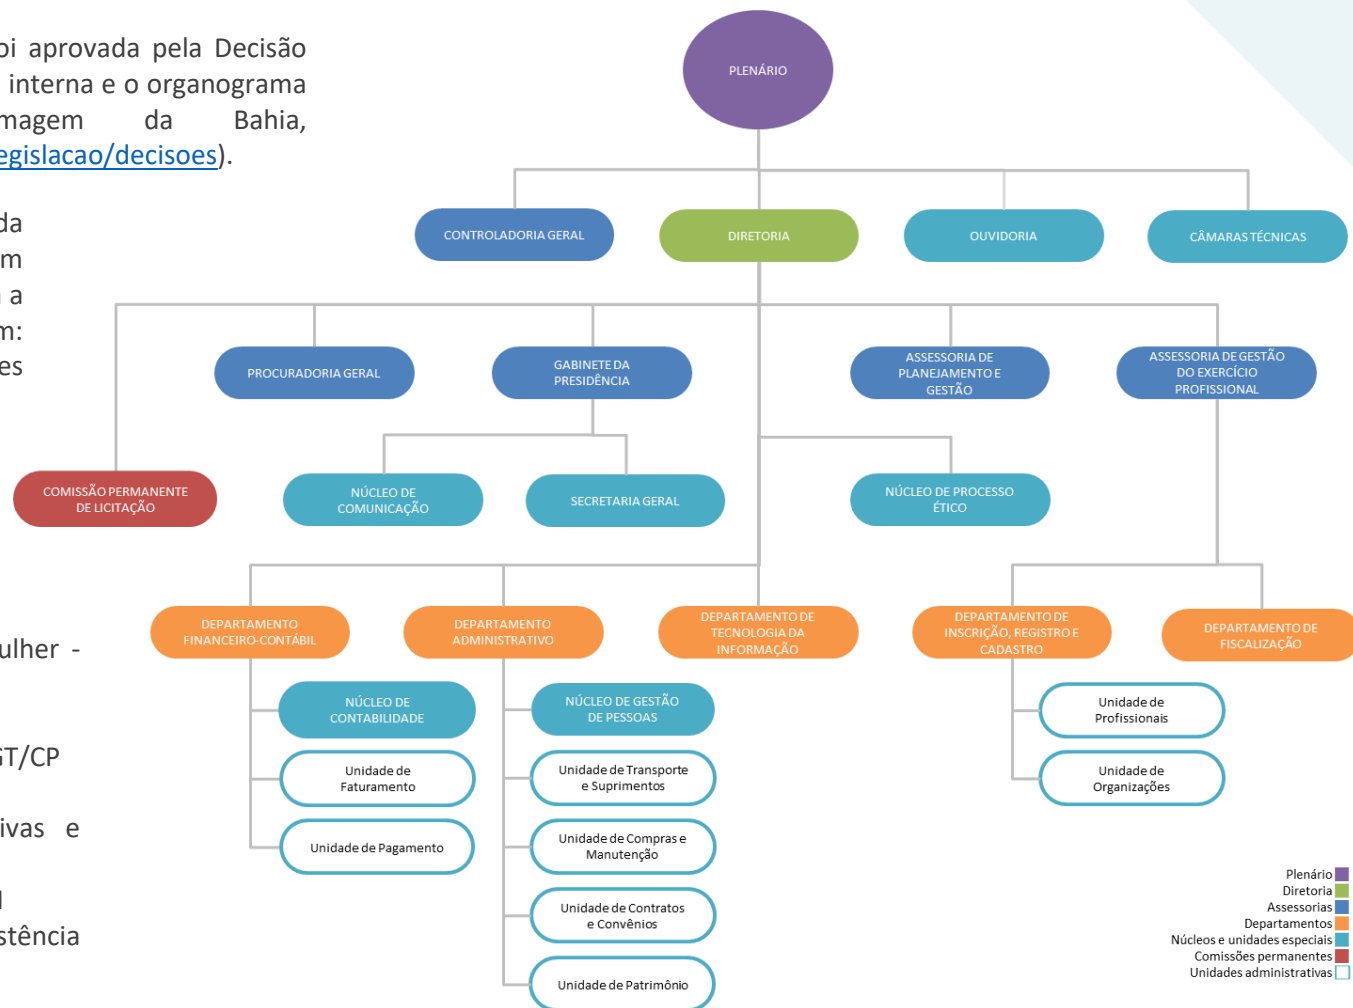 oi aprovada pela Decisão
interna e o organograma
magem da Bahia,
egislacao/decisoes).
da
m
a
m:
es
ulher -
GT/CP
ivas e
stência
PLENÁRIO
CONTROLADORIA GERAL
DIRETORIA
OUVIDORIA
CÂMARAS TÉCNICAS
PROCURADORIA GERAL
GABINETE DA
PRESIDÊNCIA
ASSESSORIA DE
PLANEJAMENTO E
GESTÃO
ASSESSORIA DE GESTÃO
DO EXERCÍCIO
PROFISSIONAL
COMISSÃO PERMANENTE
DE LICITAÇÃO
NÚCLEO DE
COMUNICAÇÃO
SECRETARIA GERAL
NÚCLEO DE PROCESSO
ÉTICO
DEPARTAMENTO
FINANCEIRO-CONTÁBIL
DEPARTAMENTO
ADMINISTRATIVO
DEPARTAMENTO DE
TECNOLOGIA DA
INFORMAÇÃO
DEPARTAMENTO DE
INSCRIÇÃO, REGISTRO E
CADASTRO
DEPARTAMENTO DE
FISCALIZAÇÃO
NÚCLEO DE
CONTABILIDADE
Unidade de
Faturamento
Unidade de Pagamento
NÚCLEO DE GESTÃO
DE PESSOAS
Unidade de Transporte
e Suprimentos
Unidade de Compras e
Manutenção
Unidade de Contratos
e Convênios
Unidade de Patrimônio
Unidade de
Profissionais
Unidade de
Organizações
Plenário
Diretoria
Assessorias
Departamentos
Núcleos e unidades especiais
Comissões permanentes
Unidades administrativas